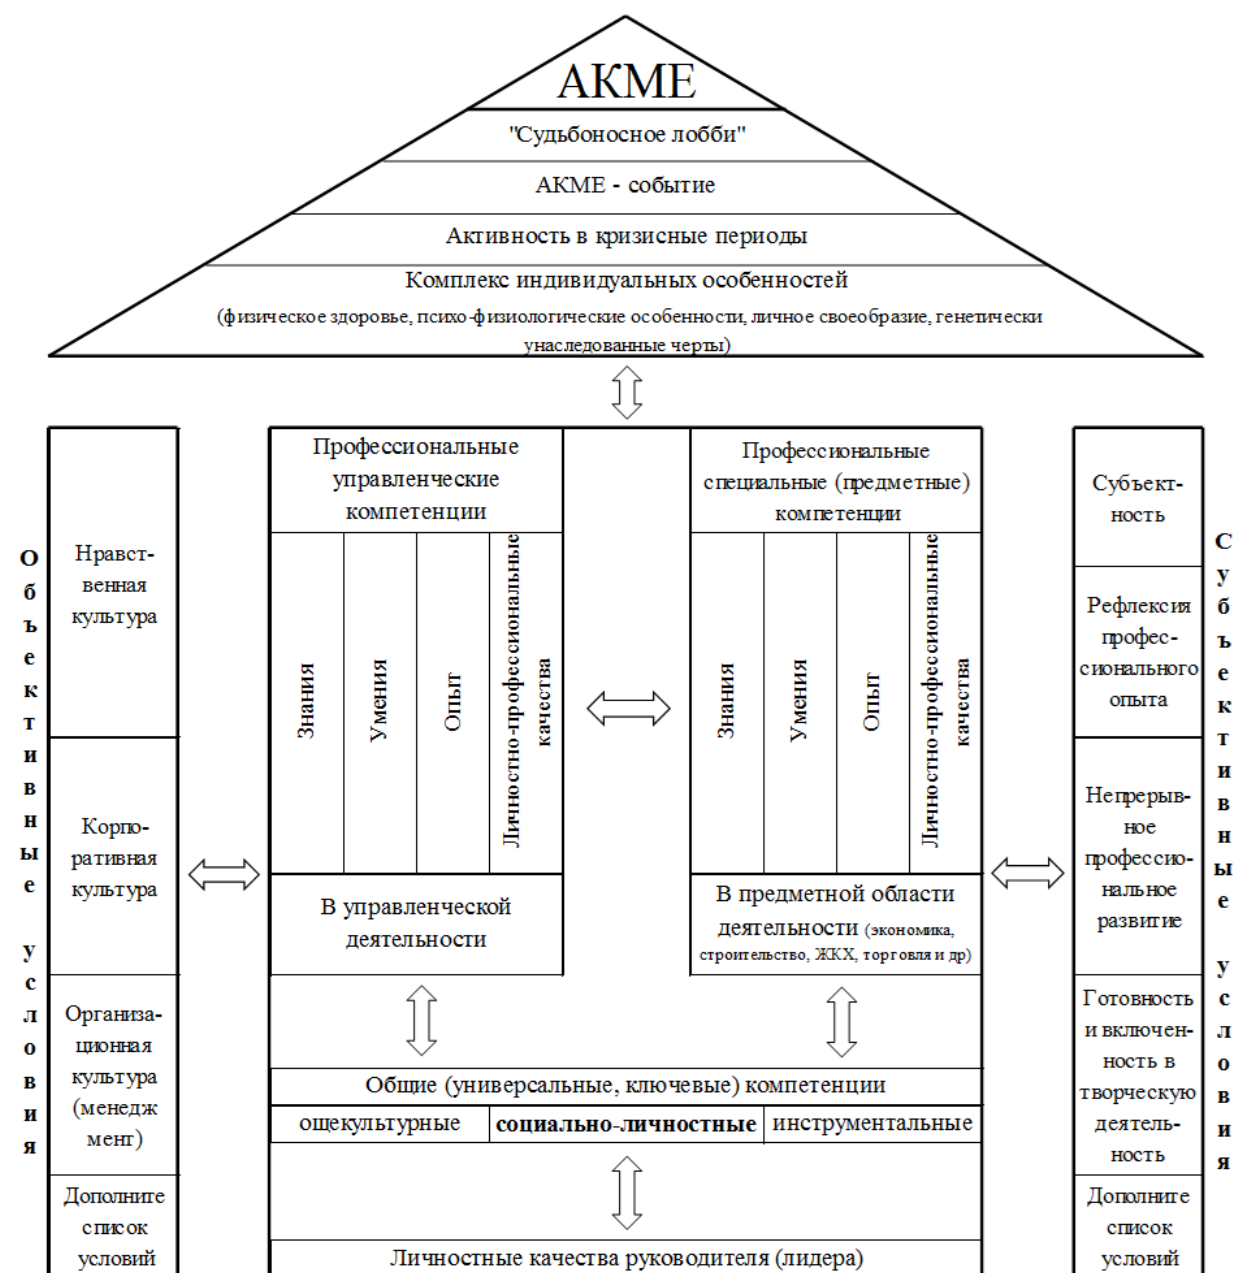 АКМЕ
"Судьбоносное лобби"
АКМЕ - событие
Активность в кризисные периоды
Комплекс индивидуальных особенностей
(физическое здоровье, психо-физиологические особенности, личное своеобразие, генетически
унаследованные черты)
Объективные условия
Нравст-
венная
культура
Корпо-
ративная
культура
Организа-
ционная
культура
(менедж
мент)
Дополните
список
условий
Профессиональные
управленческие
компетенции
Знания
Умения
Опыт
Личностно-профессиональные
качества
В управленческой
деятельности
Профессиональные
специальные (предметные)
компетенции
Знания
Умения
Опыт
Личностно-профессиональные
качества
В предметной области
деятельности (экономика,
строительство, ЖКХ, торговля и др)
Общие (универсальные, ключевые) компетенции
ощекультурные
социально-личностные
инструментальные
Личностные качества руководителя (лидера)
Субъект-
ность
Рефлексия
профес-
сионального
опыта
Непрерыв-
ное
профессио-
нальное
развитие
Готовность
и включен-
ность в
творческую
деятель-
ность
Дополните
список
условий
Субъективные условия